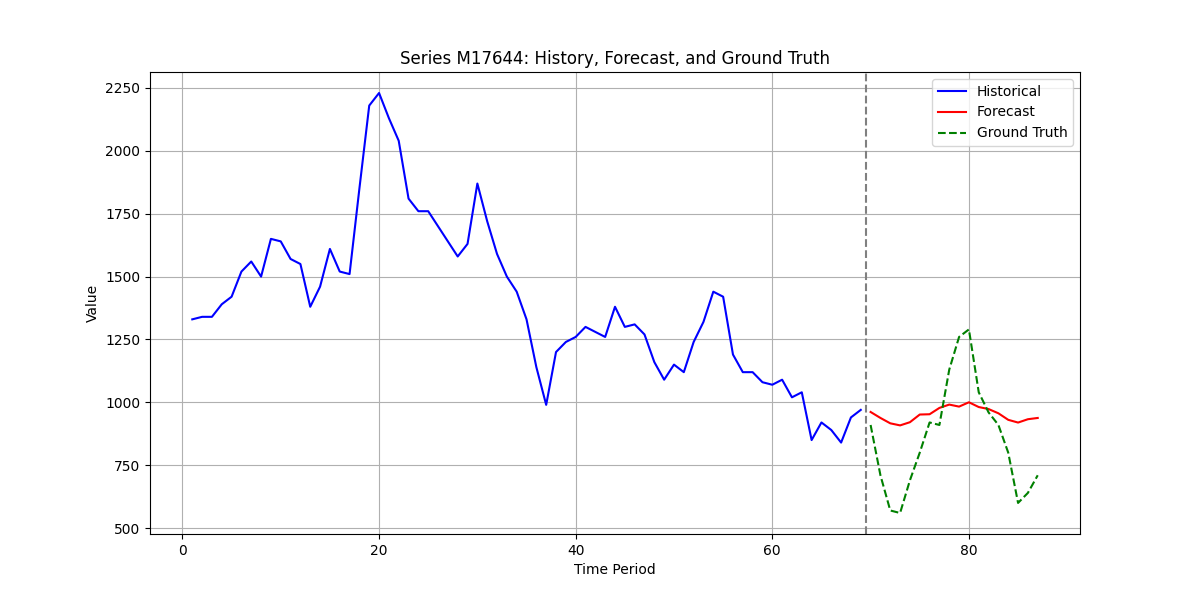 Series M17644: History, Forecast, and Ground Truth
Historical
Forecast
Ground Truth
Value
2250
2000
1750
1500
1250
1000
750
500
0
20
40
60
80
Time Period